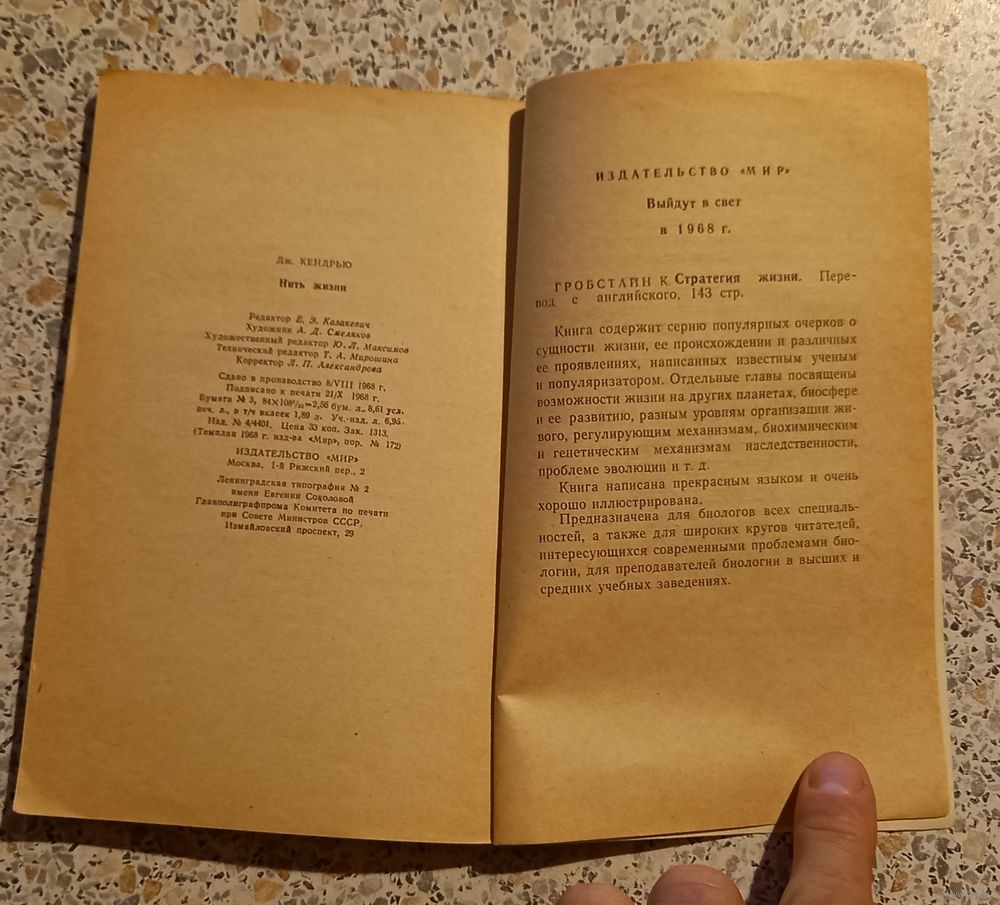 Дж. КЕНДРЬЮ
Нить жизни
Редактор Е. Э. Казакевич
Художник А. Д. Смеляков
Художественный редактор Ю. Л. Максимов
Технический редактор Т. А. Мирошина
Корректор Л. П. Александрова
Сдано в производство 8/VIII 1968 г.
Подписано к печати 21/X 1968 г.
Бумага № 3, 84×108¹/₃₂=2,56 бум. л. 8,61 усл.
печ. л., в т/ч вклеек 1,89 л. Уч.-изд. л. 6,95.
Изд. № 4/4401. Цена 33 коп. Зак. 1313.
(Темплан 1968 г. изд-ва «Мир», пор. № 172)
ИЗДАТЕЛЬСТВО «МИР»
Москва, 1-й Рижский пер., 2
Ленинградская типография № 2
имени Евгении Соколовой
Главполиграфпрома Комитета по печати
при Совете Министров СССР,
Измайловский проспект, 29
ИЗДАТЕЛЬСТВО «МИР»
Выйдут в свет
в 1968 г.
ГРОБСТАЙН К. Стратегия жизни. Пере-
вод с английского, 143 стр.
Книга содержит серию популярных очерков о
сущности жизни, ее происхождении и различных
ее проявлениях, написанных известным ученым
и популяризатором. Отдельные главы посвящены
возможности жизни на других планетах, биосфере
и ее развитию, разным уровням организации жи-
вого, регулирующим механизмам, биохимическим
и генетическим механизмам наследственности,
проблеме эволюции и т. д.
Книга написана прекрасным языком и очень
хорошо иллюстрирована.
Предназначена для биологов всех специаль-
ностей, а также для широких кругов читателей,
интересующихся современными проблемами био-
логии, для преподавателей биологии в высших и
средних учебных заведениях.